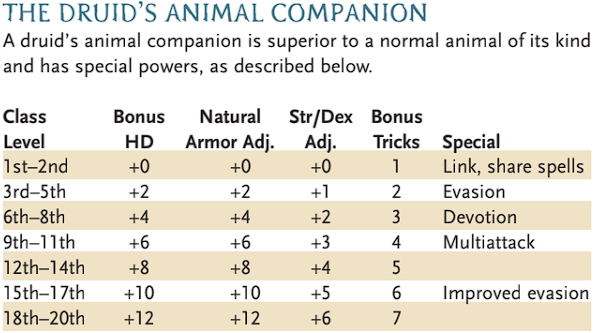 THE DRUID’S ANIMAL COMPANION
A druid’s animal companion is superior to a normal animal of its kind
and has special powers, as described below.
Class Bonus Natural Str/Dex Bonus
Level HD Armor Adj. Adj. Tricks Special
1st–2nd +0 +0 +0 1 Link, share spells
3rd–5th +2 +2 +1 2 Evasion
6th–8th +4 +4 +2 3 Devotion
9th–11th +6 +6 +3 4 Multiattack
12th–14th +8 +8 +4 5
15th–17th +10 +10 +5 6 Improved evasion
18th–20th +12 +12 +6 7